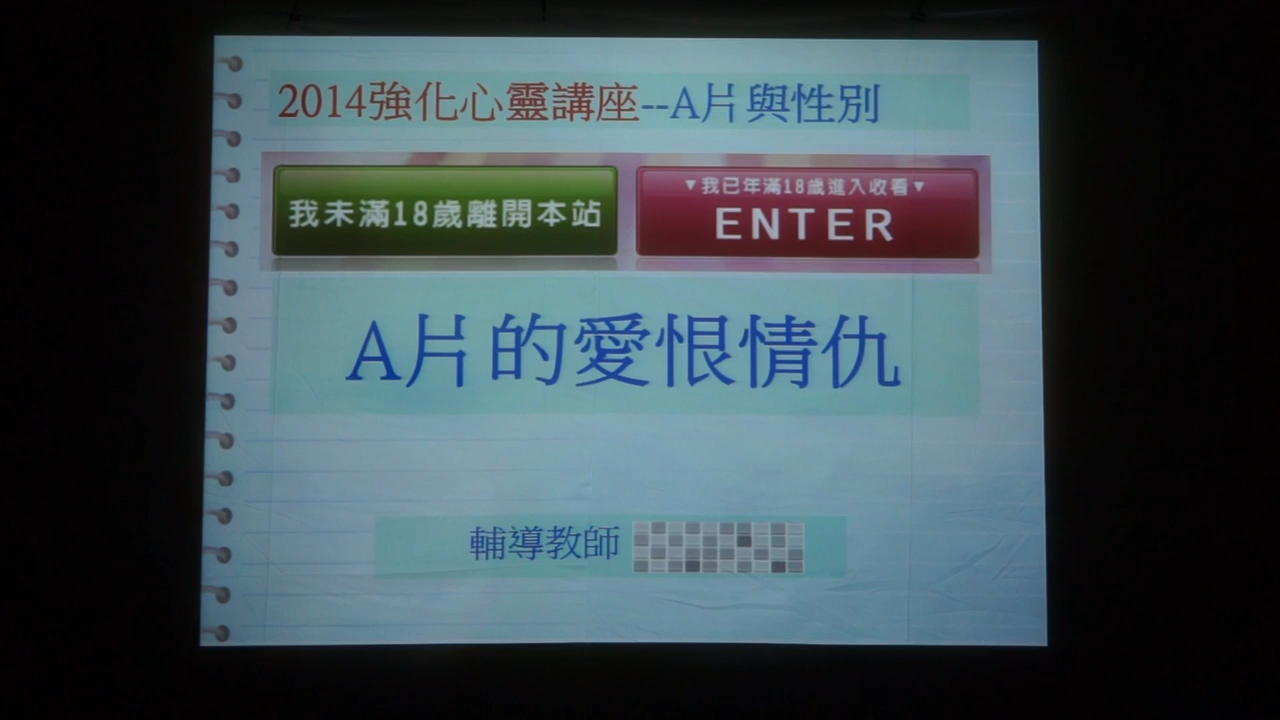 2014強化心靈講座--A片與性別
我未滿18歲離開本站
▼我已年滿18歲進入收看▼
ENTER
A片的愛恨情仇
輔導教師